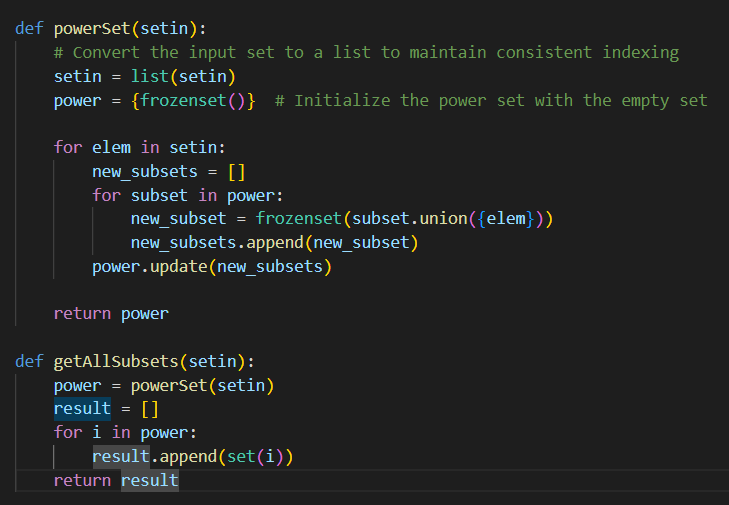 def powerSet(setin):
    # Convert the input set to a list to maintain consistent indexing
    setin = list(setin)
    power = {frozenset()}  # Initialize the power set with the empty set
    for elem in setin:
        new_subsets = []
        for subset in power:
            new_subset = frozenset(subset.union({elem}))
            new_subsets.append(new_subset)
        power.update(new_subsets)
    return power
def getAllSubsets(setin):
    power = powerSet(setin)
    result = []
    for i in power:
        result.append(set(i))
    return result